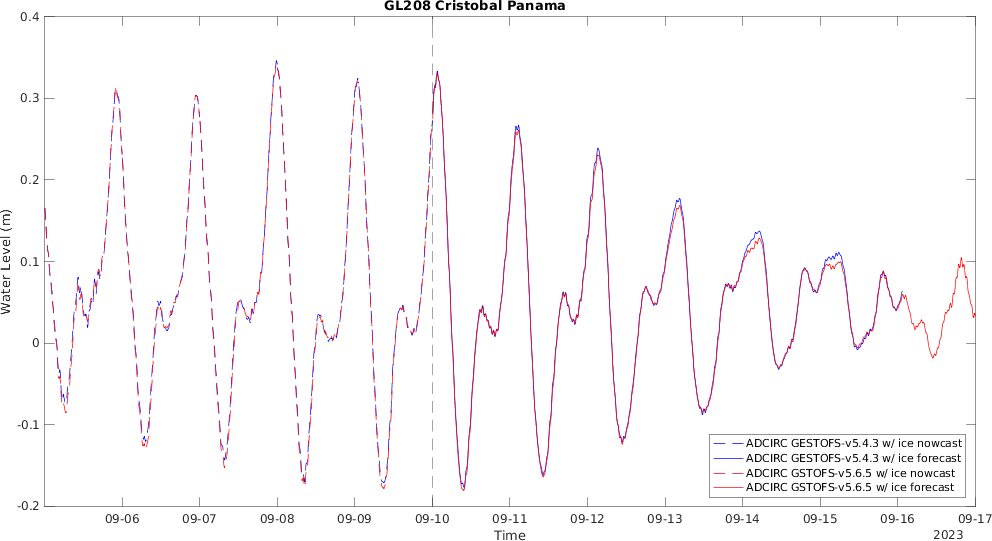 GL208 Cristobal Panama
0.4
0.3
0.2
0.1
0
-0.1
-0.2
Water Level (m)
ADCIRC GESTOFS-v5.4.3 w/ ice nowcast
ADCIRC GESTOFS-v5.4.3 w/ ice forecast
ADCIRC GSTOFS-v5.6.5 w/ ice nowcast
ADCIRC GSTOFS-v5.6.5 w/ ice forecast
09-06 09-07 09-08 09-09 09-10 09-11 09-12 09-13 09-14 09-15 09-16 09-17
Time
2023